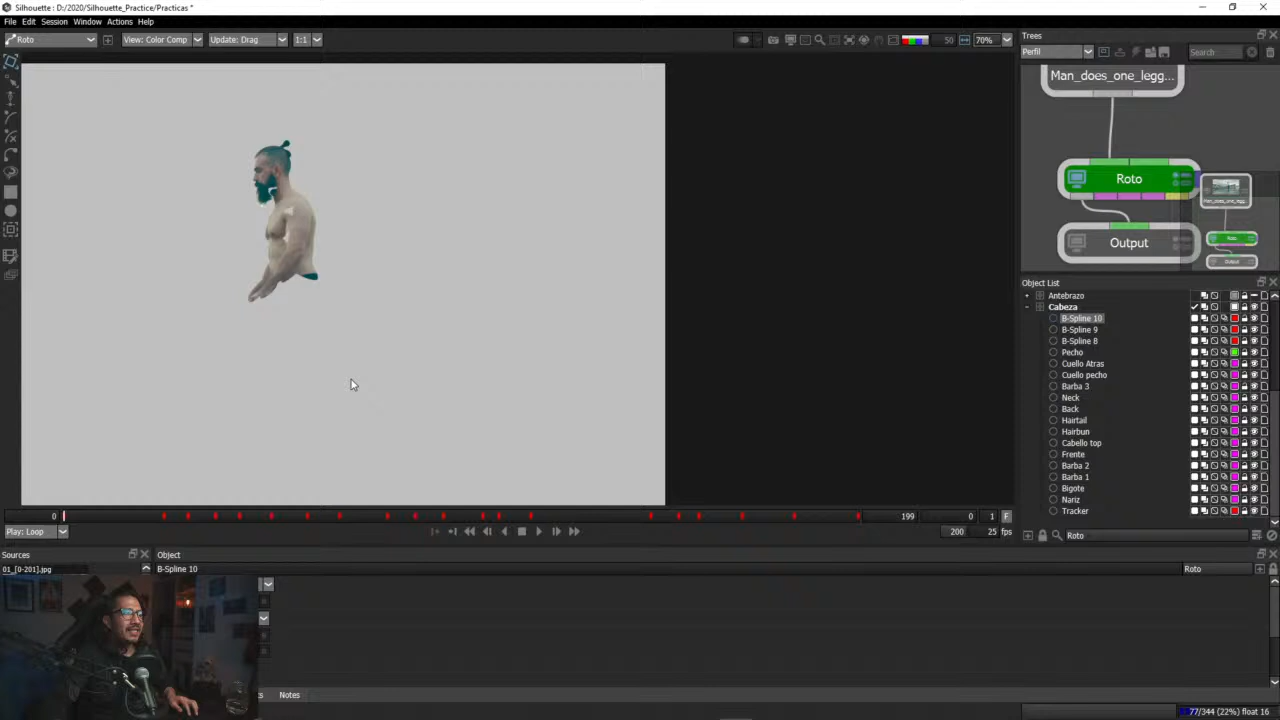 Silhouette : D:/2020/Silhouette_Practice/Practicas *
File Edit Session Window Actions Help
Roto View: Color Comp Update: Drag 1:1 50 70%
Trees
Perfil Search
Man_does_one_legg...
Roto
Output
Object List
Antebrazo
Cabeza
B-Spline 10
B-Spline 9
B-Spline 8
Pecho
Cuello Atras
Cuello pecho
Barba 3
Neck
Back
Hairtail
Hairbun
Cabello top
Frente
Barba 2
Barba 1
Bigote
Nariz
Tracker
Roto
0 199 0 1 F
Play: Loop 200 25 fps
Sources Object
01_[0-201].jpg B-Spline 10 Roto
Notes
77/344 (22%) float 16